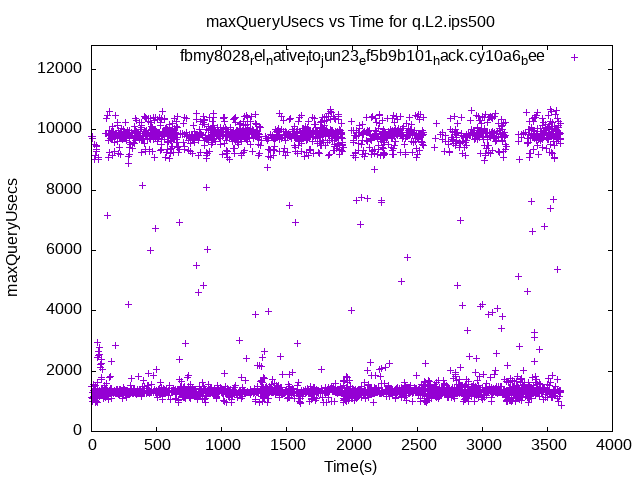 maxQueryUsecs vs Time for q.L2.ips500
fbmy8028relnativeltojun23ef5b9b101hack.cy10a6bee
12000
10000
8000
6000
4000
2000
0
maxQueryUsecs
0 500 1000 1500 2000 2500 3000 3500 4000
Time(s)